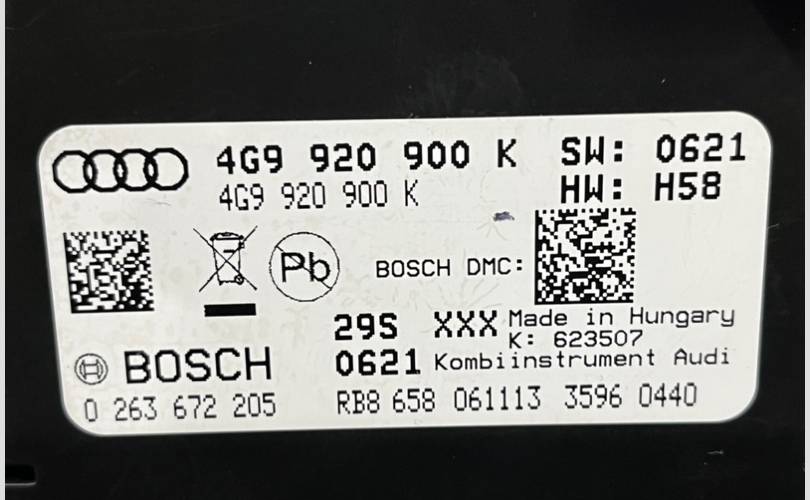 4G9 920 900 K SW: 0621
4G9 920 900 K HW: H58
Pb BOSCH DMC:
29S XXX Made in Hungary
K: 623507
BOSCH 0621 Kombiinstrument Audi
0 263 672 205 RB8 658 061113 3596 0440